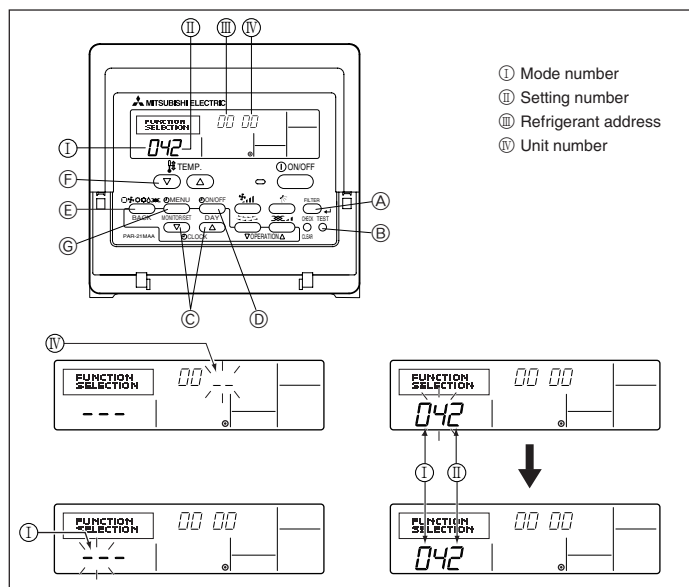 Ⅱ Ⅲ Ⅳ
Ⅰ Mode number
Ⅱ Setting number
Ⅲ Refrigerant address
Ⅳ Unit number
MITSUBISHI ELECTRIC
FUNCTION
SELECTION
00 00
Ⅰ 042
F TEMP. ON/OFF
E MENU ON/OFF FILTER A
BACK MONITOR/SET DAY CHECK TEST B
G PAR-21MAA CLOCK OPERATION CLEAR
C D
Ⅳ
FUNCTION
SELECTION
00 --
---
FUNCTION
SELECTION
00 00
042
Ⅰ Ⅱ
Ⅰ
FUNCTION
SELECTION
00 00
---
FUNCTION
SELECTION
00 00
042